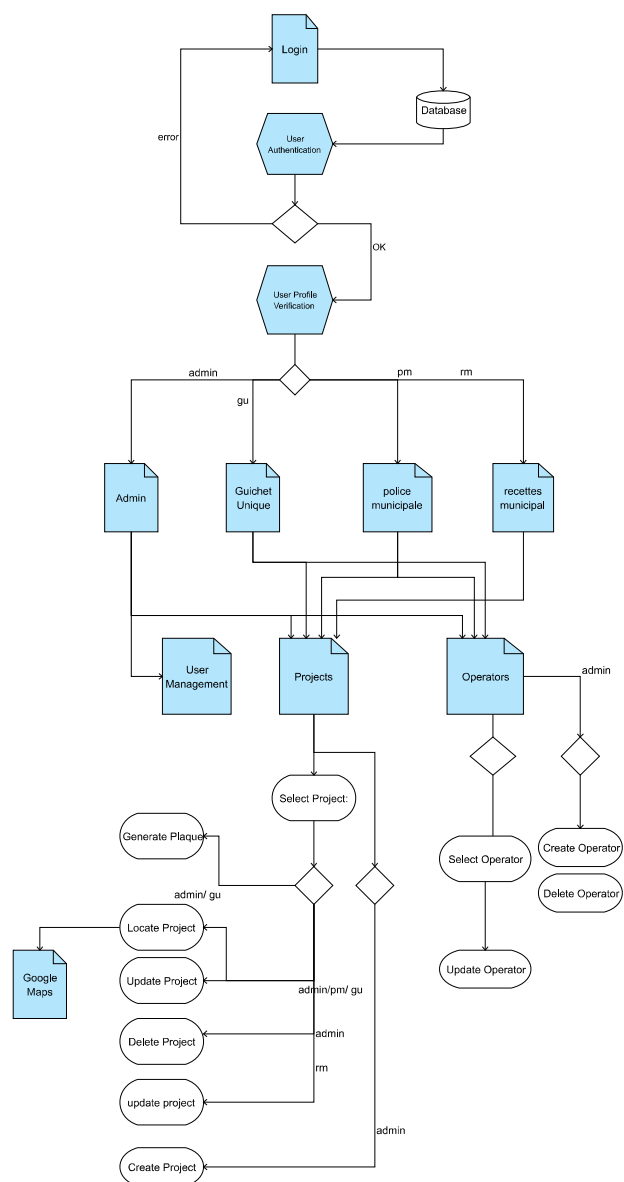 Login
Database
error
User
Authentication
OK
User Profile
Verification
admin
pm
rm
gu
Admin
Guichet
Unique
police
municipale
recettes
municipal
User
Management
Projects
Operators
admin
Select Project:
Generate Plaque
Create Operator
Select Operator
Delete Operator
admin/ gu
Locate Project
Google
Maps
Update Project
admin/pm/ gu
Update Operator
Delete Project
admin
rm
update project
admin
Create Project